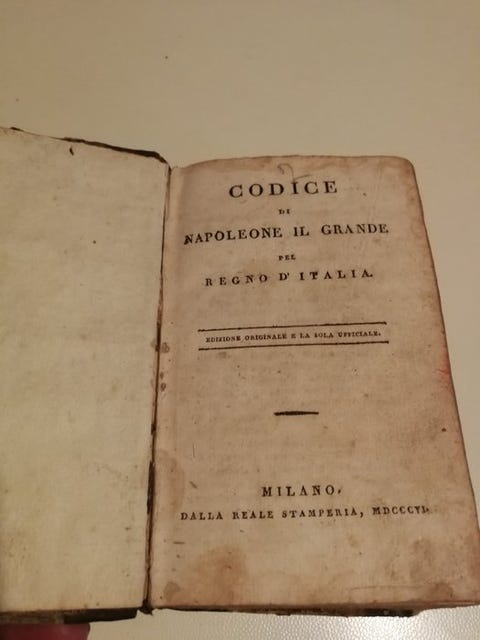 CODICE
DI
NAPOLEONE IL GRANDE
PEL
REGNO D'ITALIA.
EDIZIONE ORIGINALE E LA SOLA UFFICIALE.
MILANO,
DALLA REALE STAMPERIA, MDCCCVI.